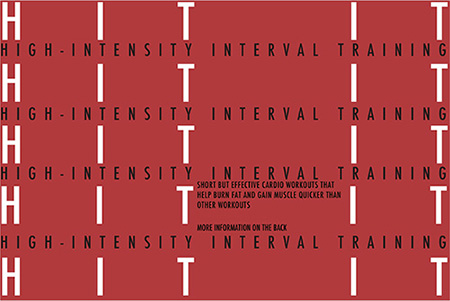 H I T I T
HIGH-INTENSITY INTERVAL TRAINING
H I T I T
HIGH-INTENSITY INTERVAL TRAINING
H I T I T
HIGH-INTENSITY INTERVAL TRAINING
H I T I T
SHORT BUT EFFECTIVE CARDIO WORKOUTS THAT
HELP BURN FAT AND GAIN MUSCLE QUICKER THAN
OTHER WORKOUTS
MORE INFORMATION ON THE BACK
HIGH-INTENSITY INTERVAL TRAINING
H I T I T